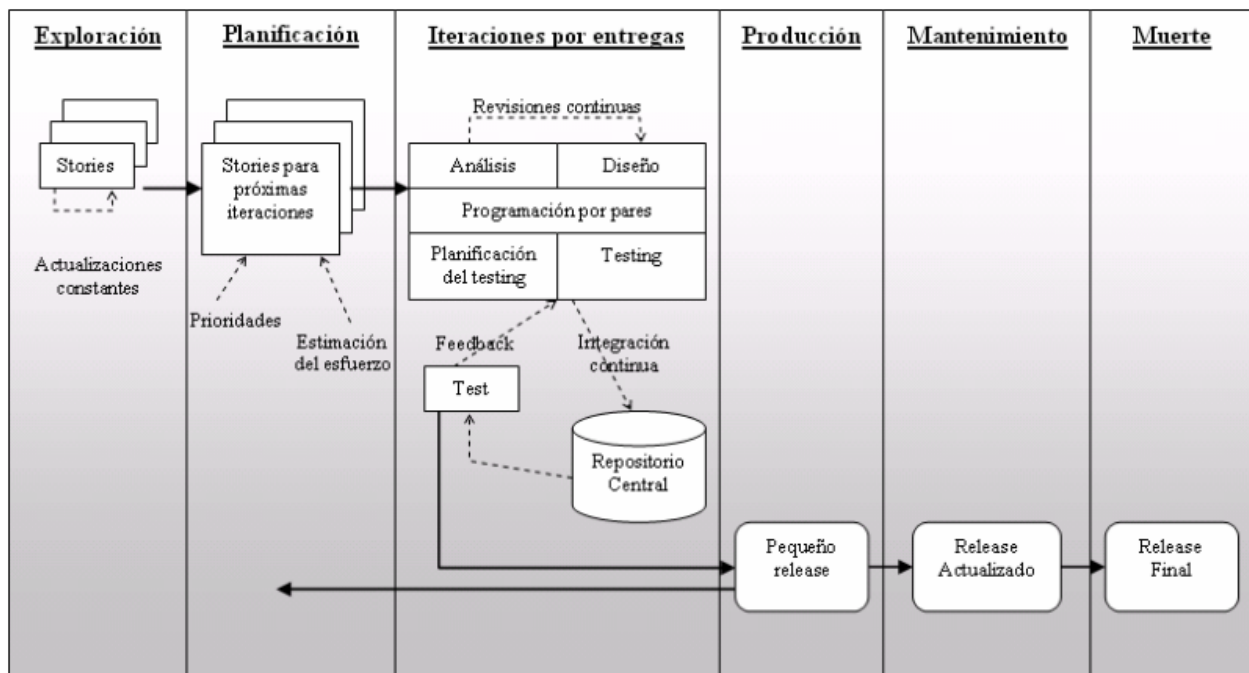 Exploración
Planificación
Iteraciones por entregas
Producción
Mantenimiento
Muerte
Stories
Actualizaciones
constantes
Stories para
próximas
iteraciones
Prioridades
Estimación
del esfuerzo
Revisiones continuas
Análisis
Diseño
Programación por pares
Planificación
del testing
Testing
Feedback
Integración
continua
Test
Repositorio
Central
Pequeño
release
Release
Actualizado
Release
Final